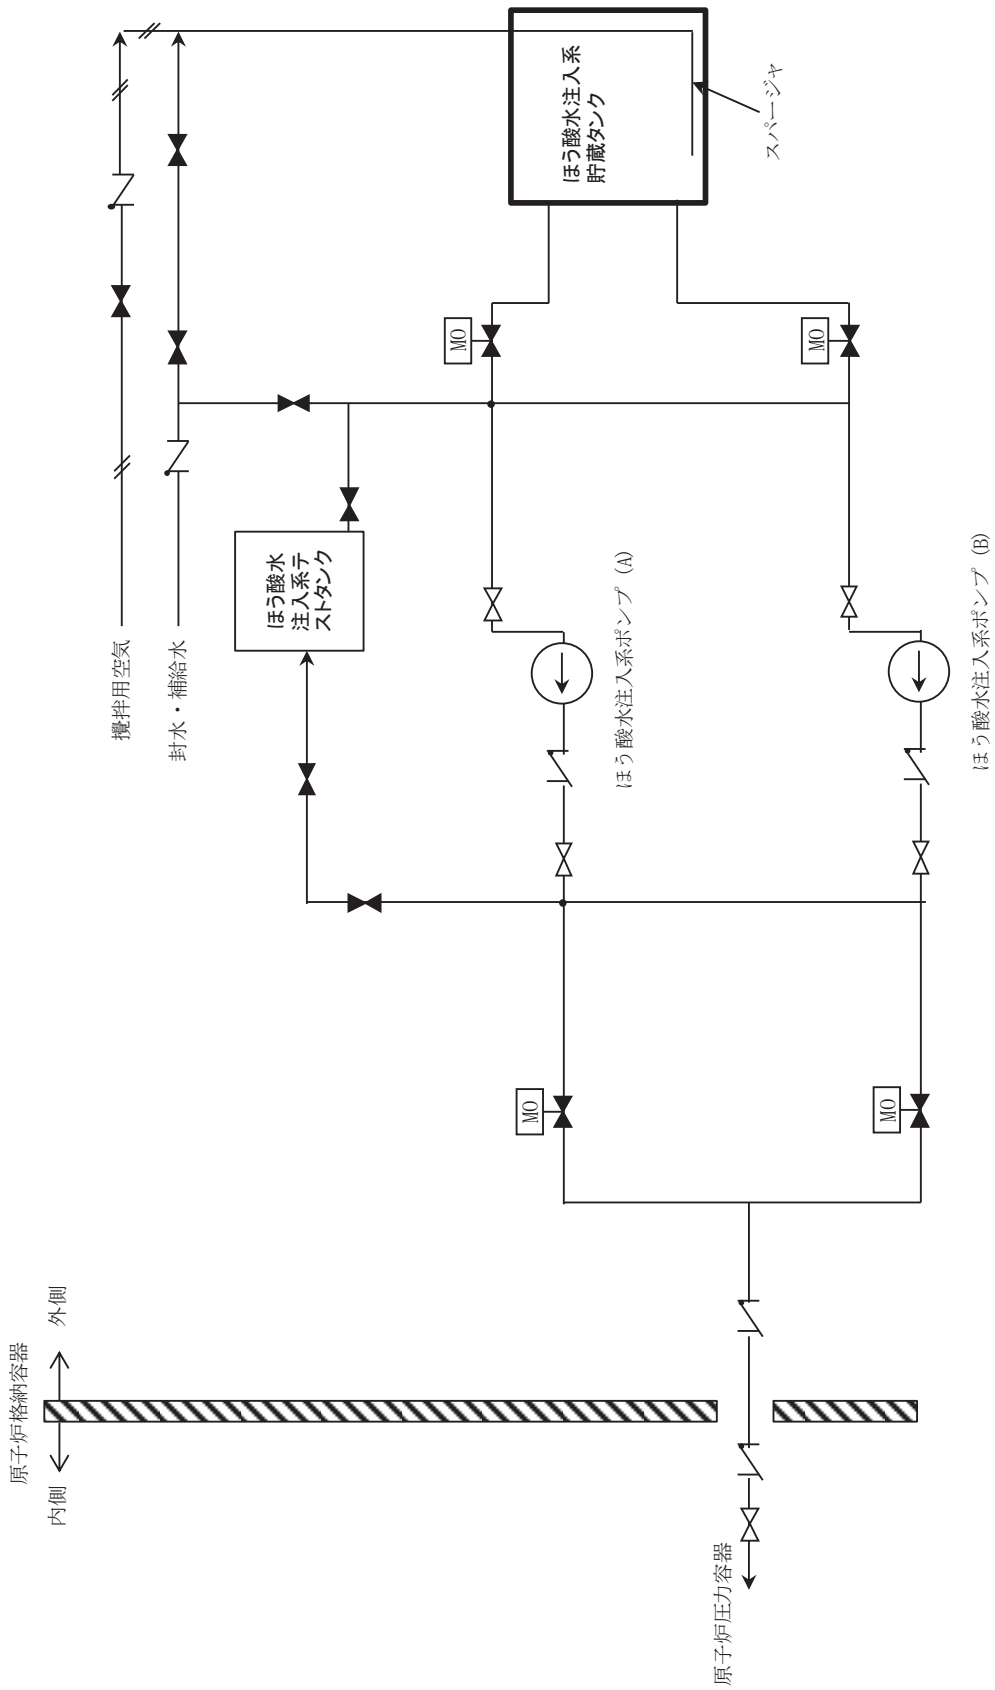 原子炉格納容器
内側
外側
原子炉圧力容器
攪拌用空気
封水・補給水
ほう酸水
注入系テ
ストタンク
MO
MO
MO
MO
ほう酸水注入系ポンプ (A)
ほう酸水注入系ポンプ (B)
ほう酸水注入系
貯蔵タンク
スパージャ